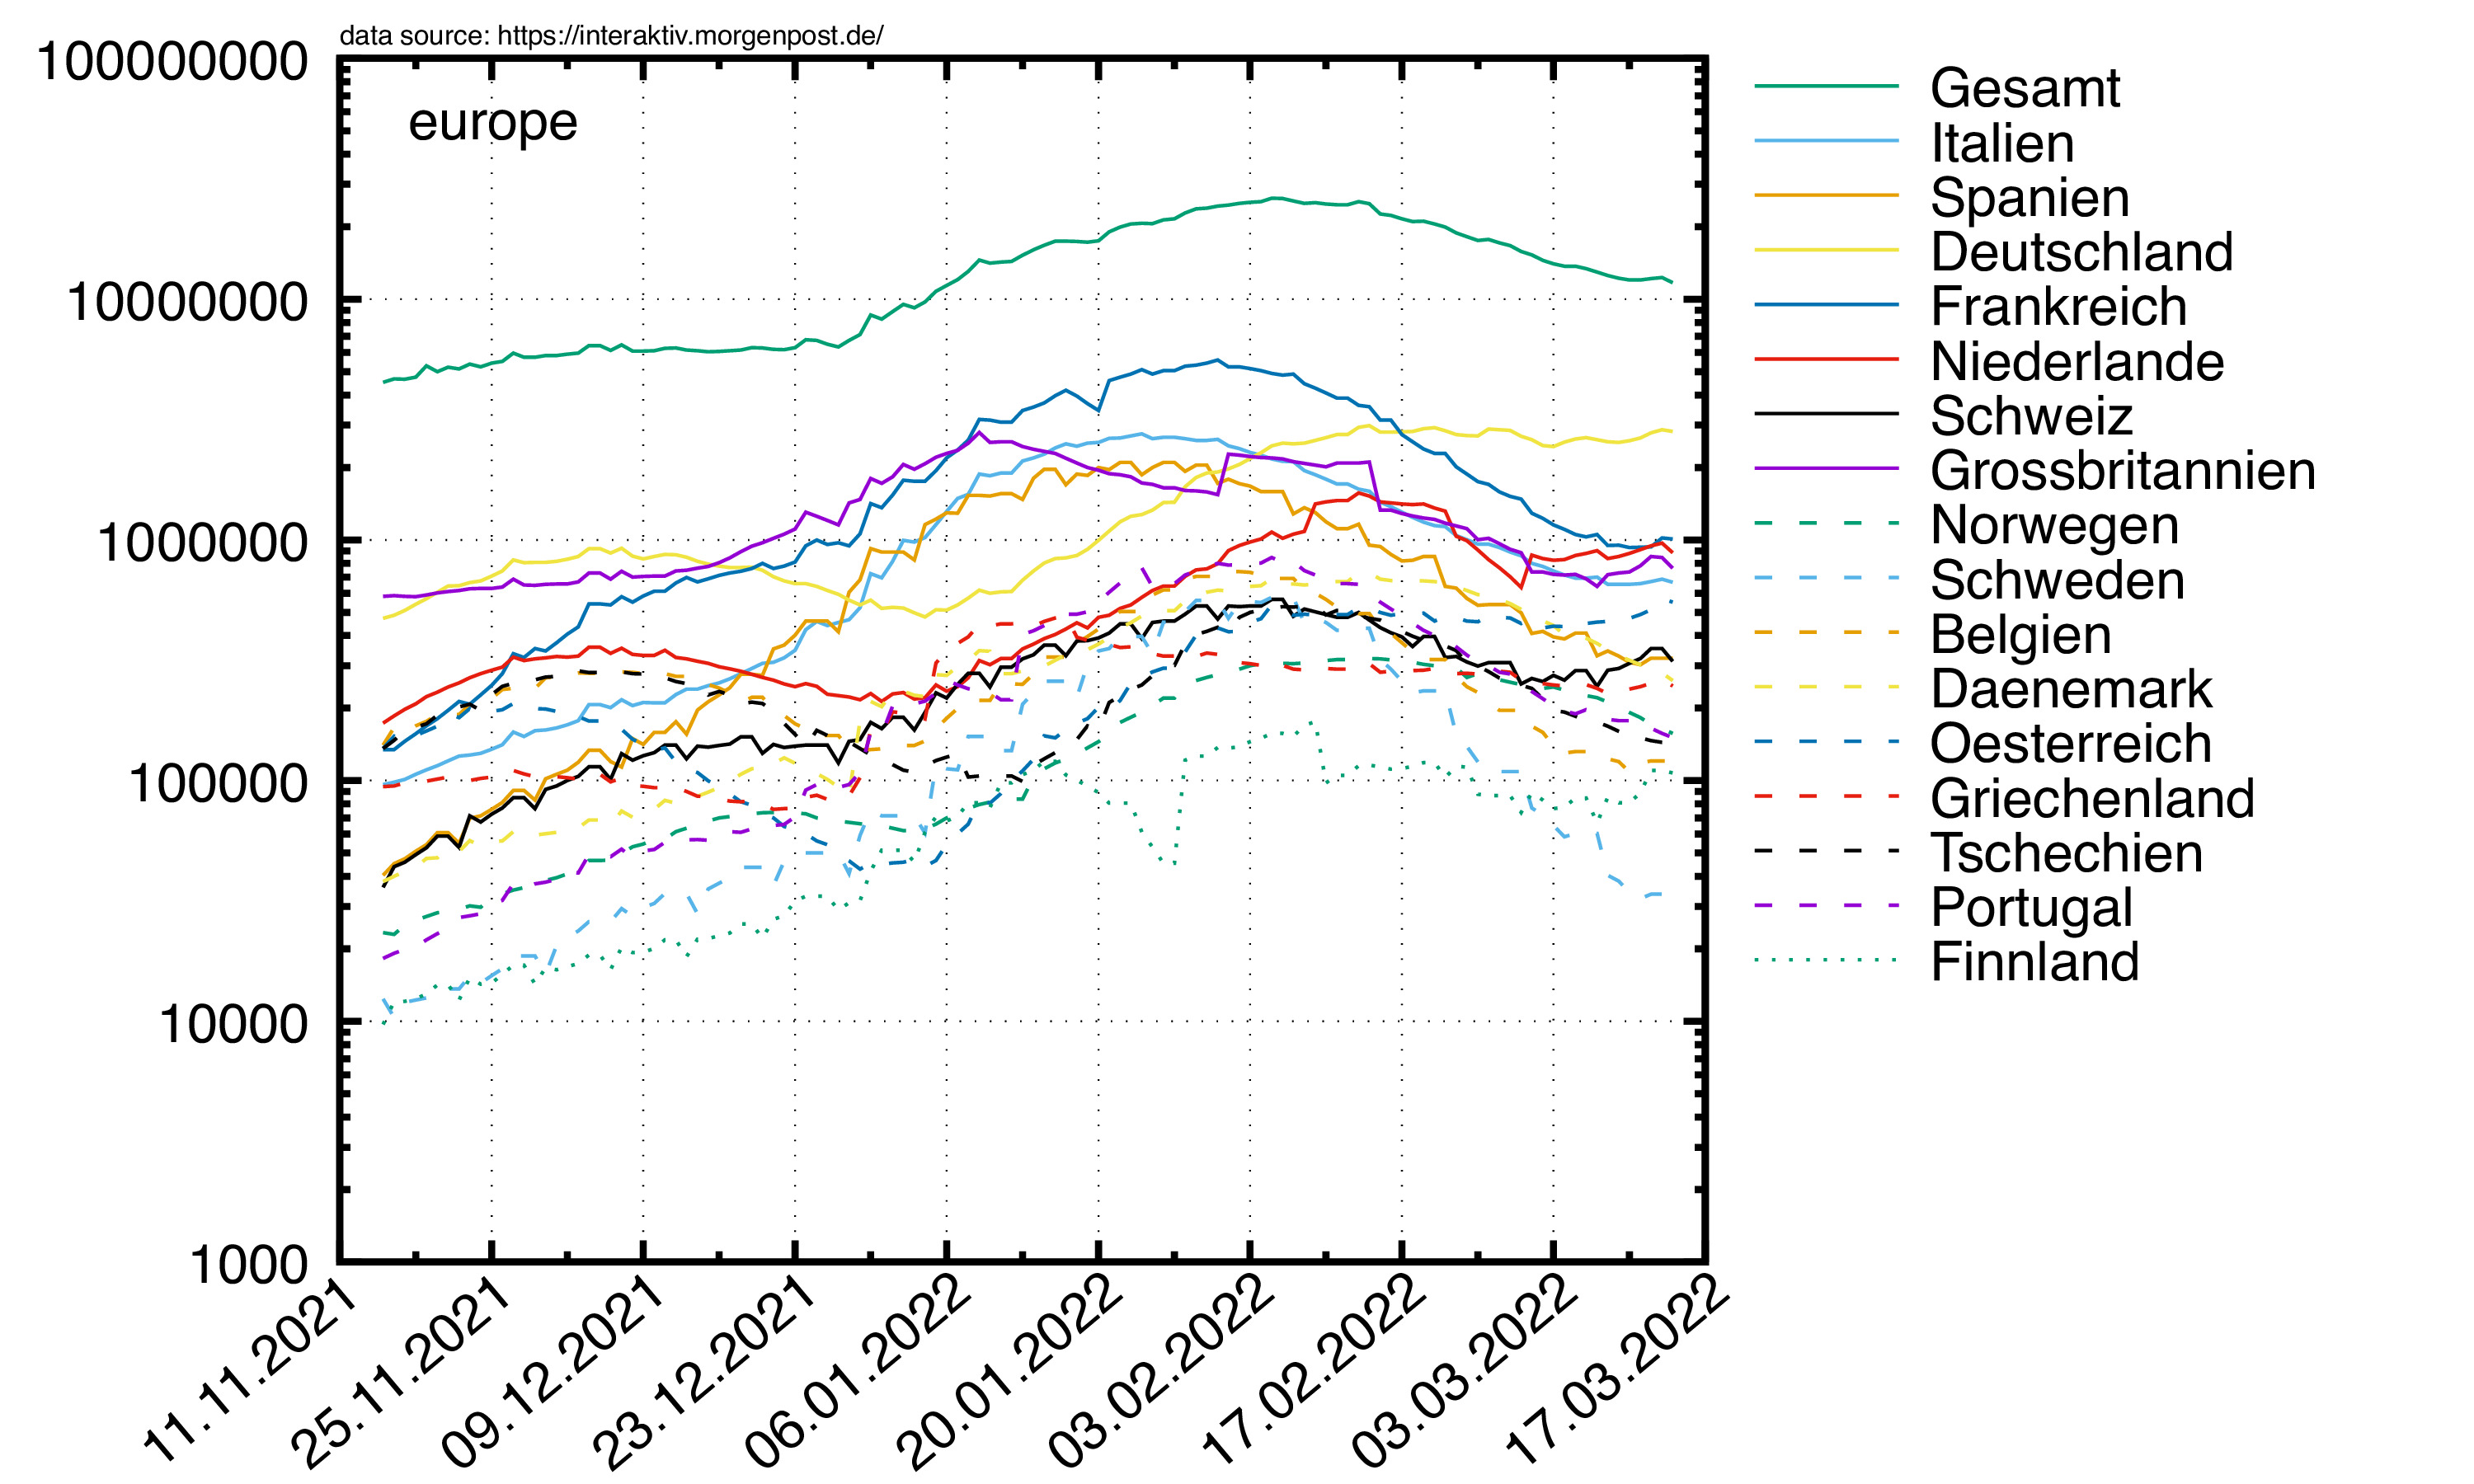 data source: https://interaktiv.morgenpost.de/
europe
100000000
10000000
1000000
100000
10000
1000
11.11.2021
25.11.2021
09.12.2021
23.12.2021
06.01.2022
20.01.2022
03.02.2022
17.02.2022
03.03.2022
17.03.2022
Gesamt
Italien
Spanien
Deutschland
Frankreich
Niederlande
Schweiz
Grossbritannien
Norwegen
Schweden
Belgien
Daenemark
Oesterreich
Griechenland
Tschechien
Portugal
Finnland